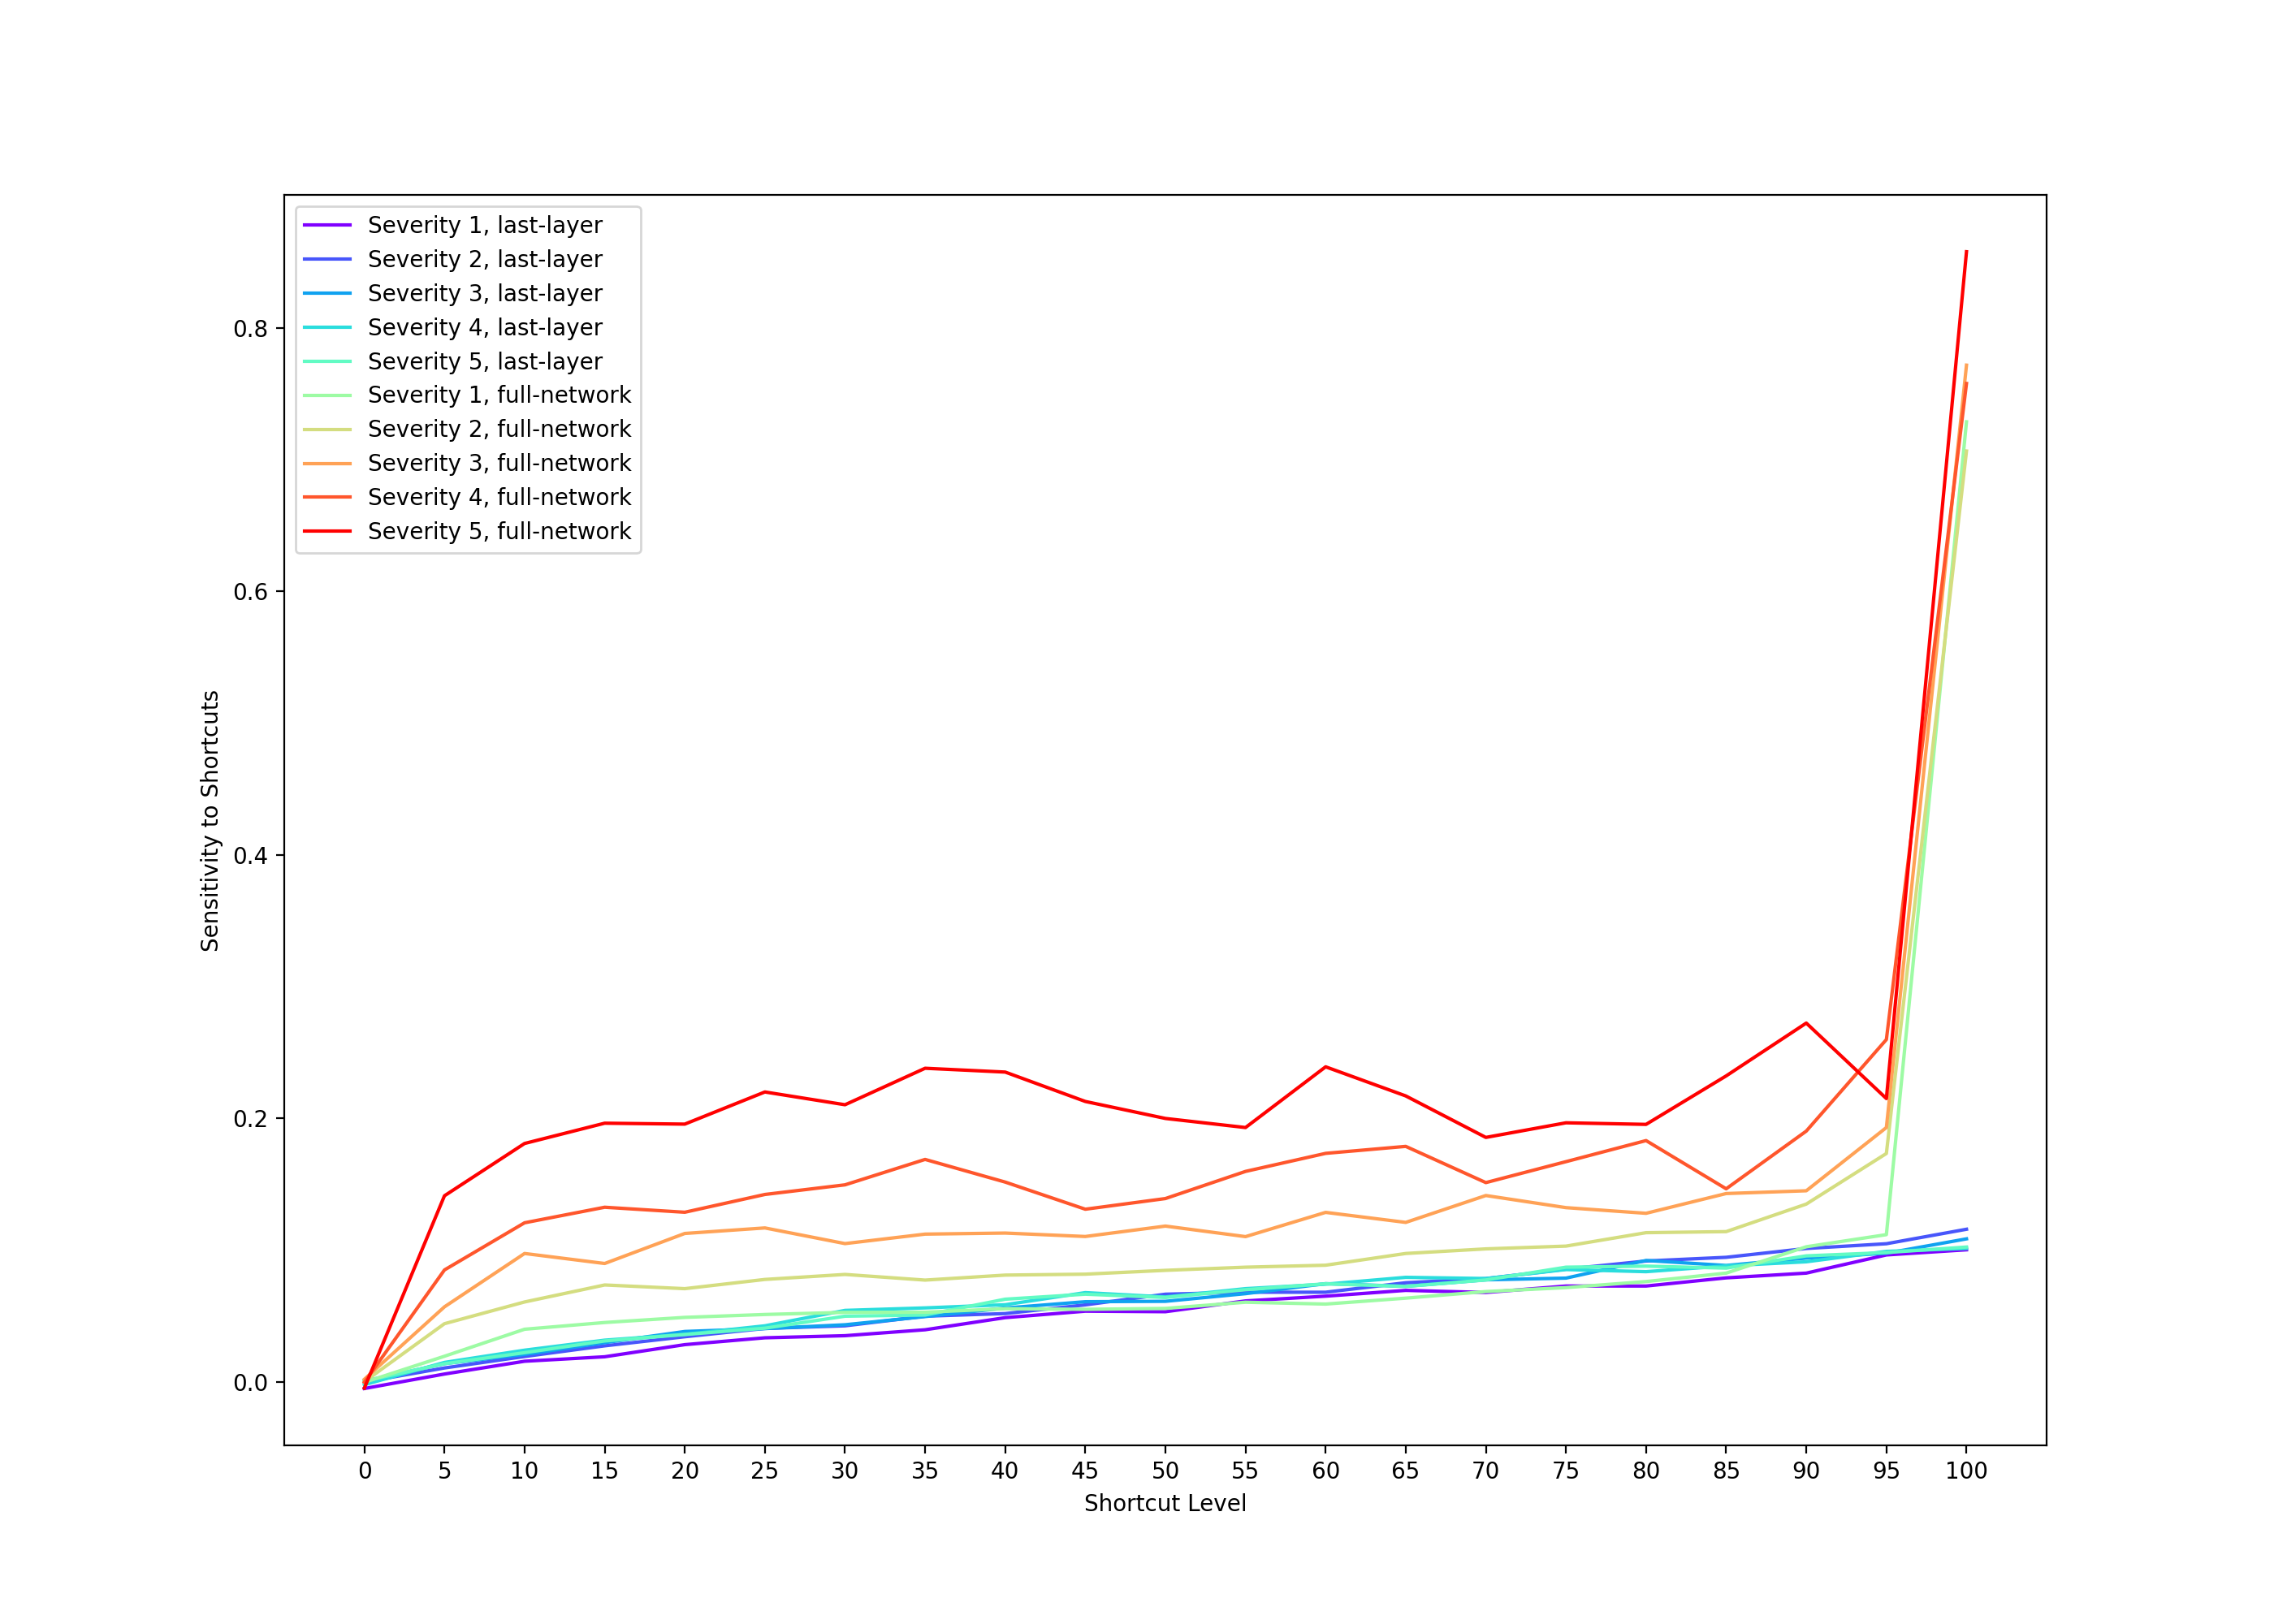 Severity 1, last-layer
Severity 2, last-layer
Severity 3, last-layer
Severity 4, last-layer
Severity 5, last-layer
Severity 1, full-network
Severity 2, full-network
Severity 3, full-network
Severity 4, full-network
Severity 5, full-network
0.8
0.6
0.4
0.2
0.0
Sensitivity to Shortcuts
0 5 10 15 20 25 30 35 40 45 50 55 60 65 70 75 80 85 90 95 100
Shortcut Level